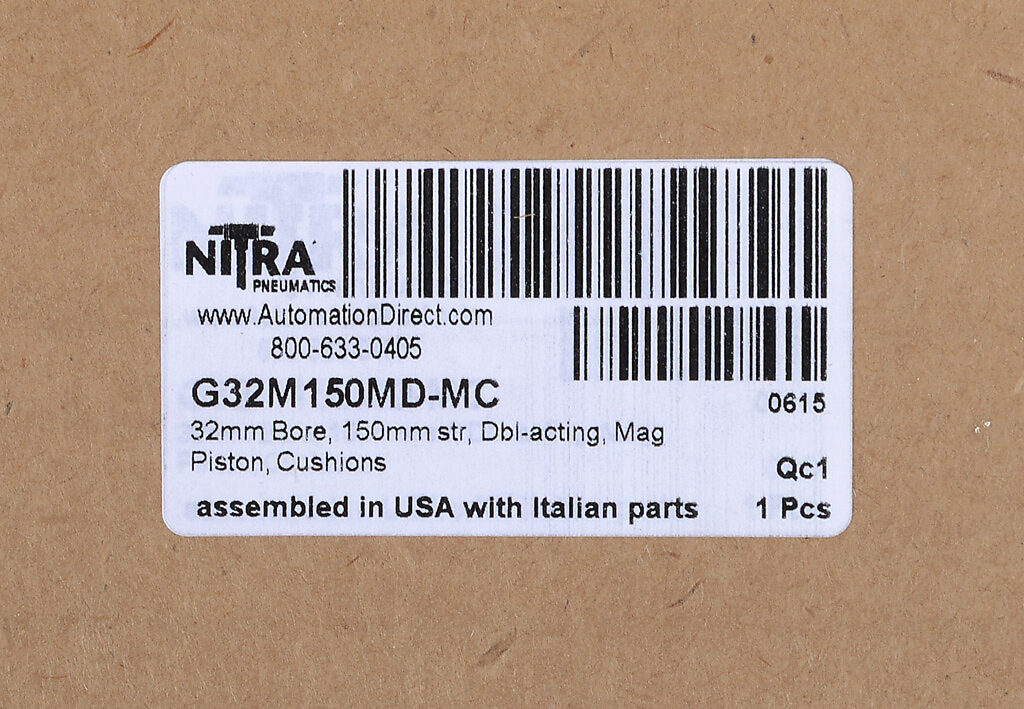 NITRA
PNEUMATICS
www.AutomationDirect.com
800-633-0405
G32M150MD-MC
0615
32mm Bore, 150mm str, Dbl-acting, Mag
Piston, Cushions
Qc1
assembled in USA with Italian parts
1 Pcs